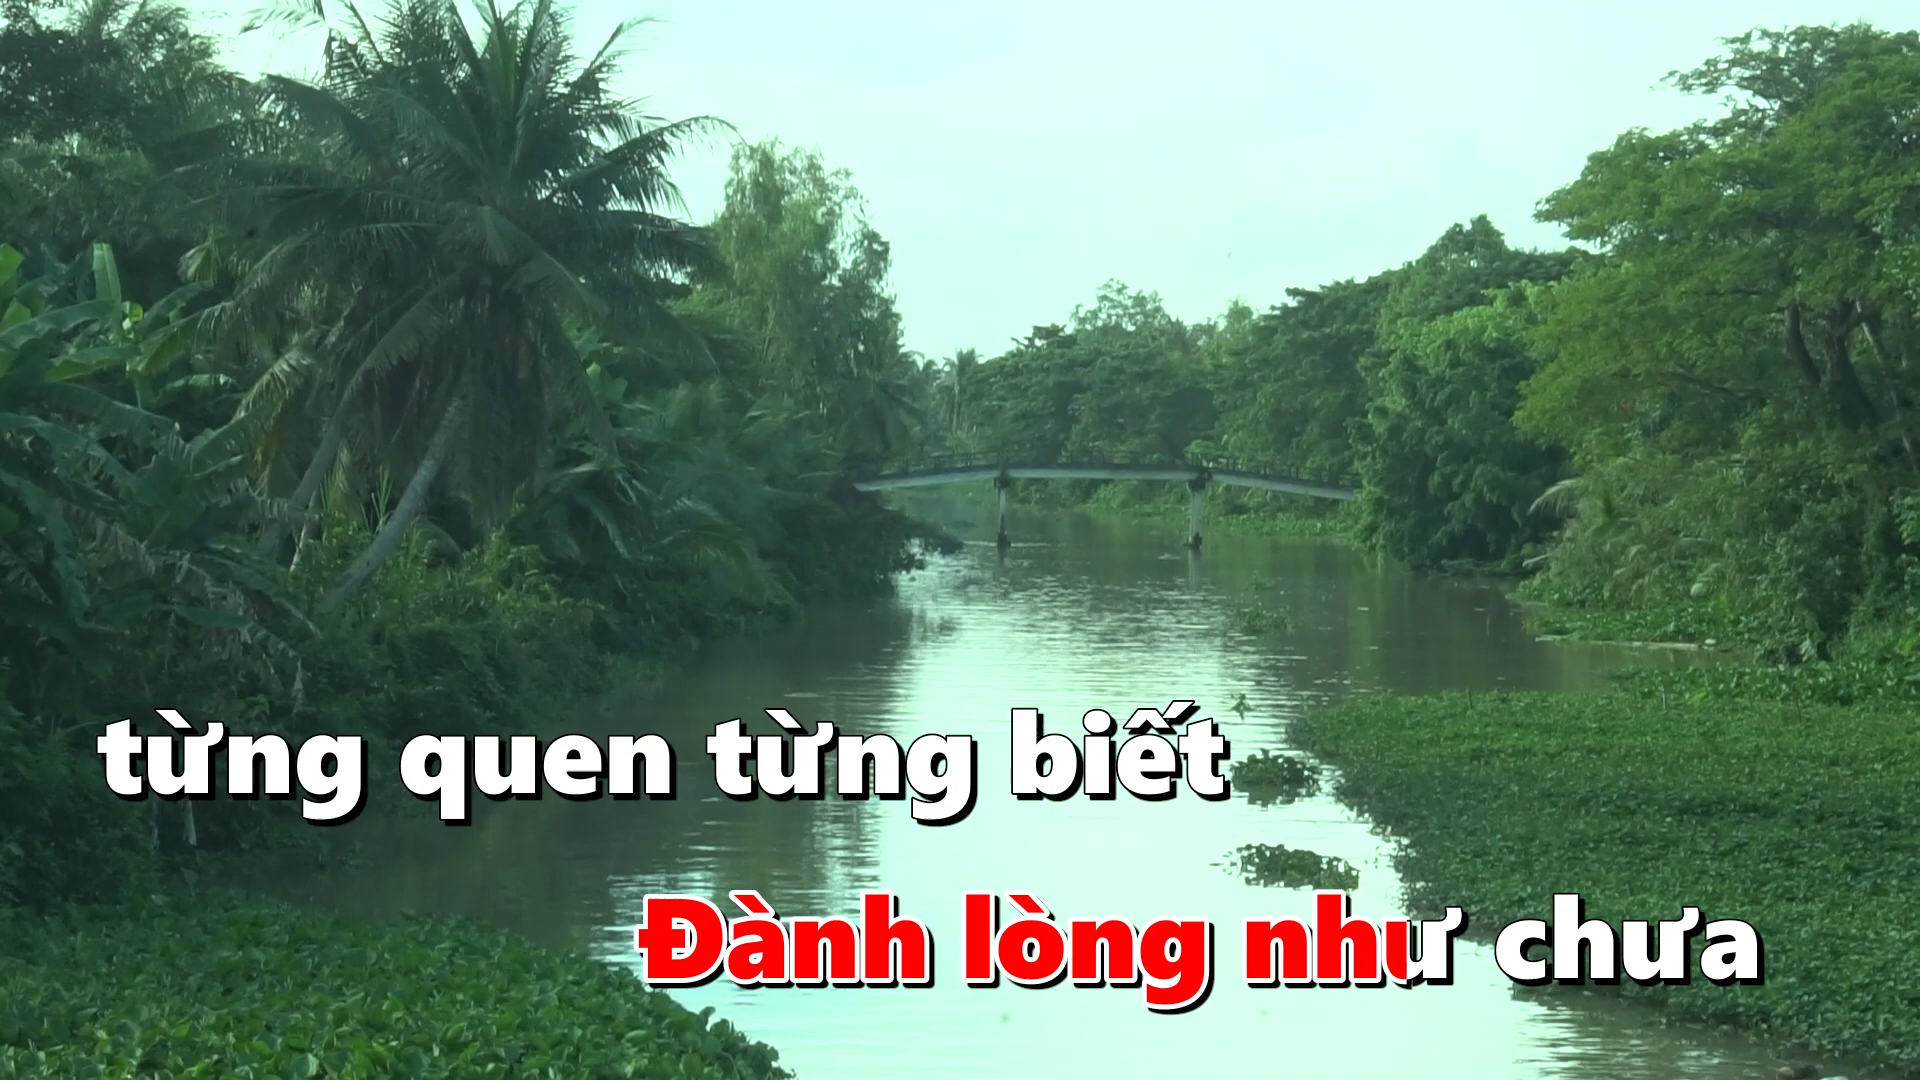 từng quen từng biết
Đành lòng như chưa